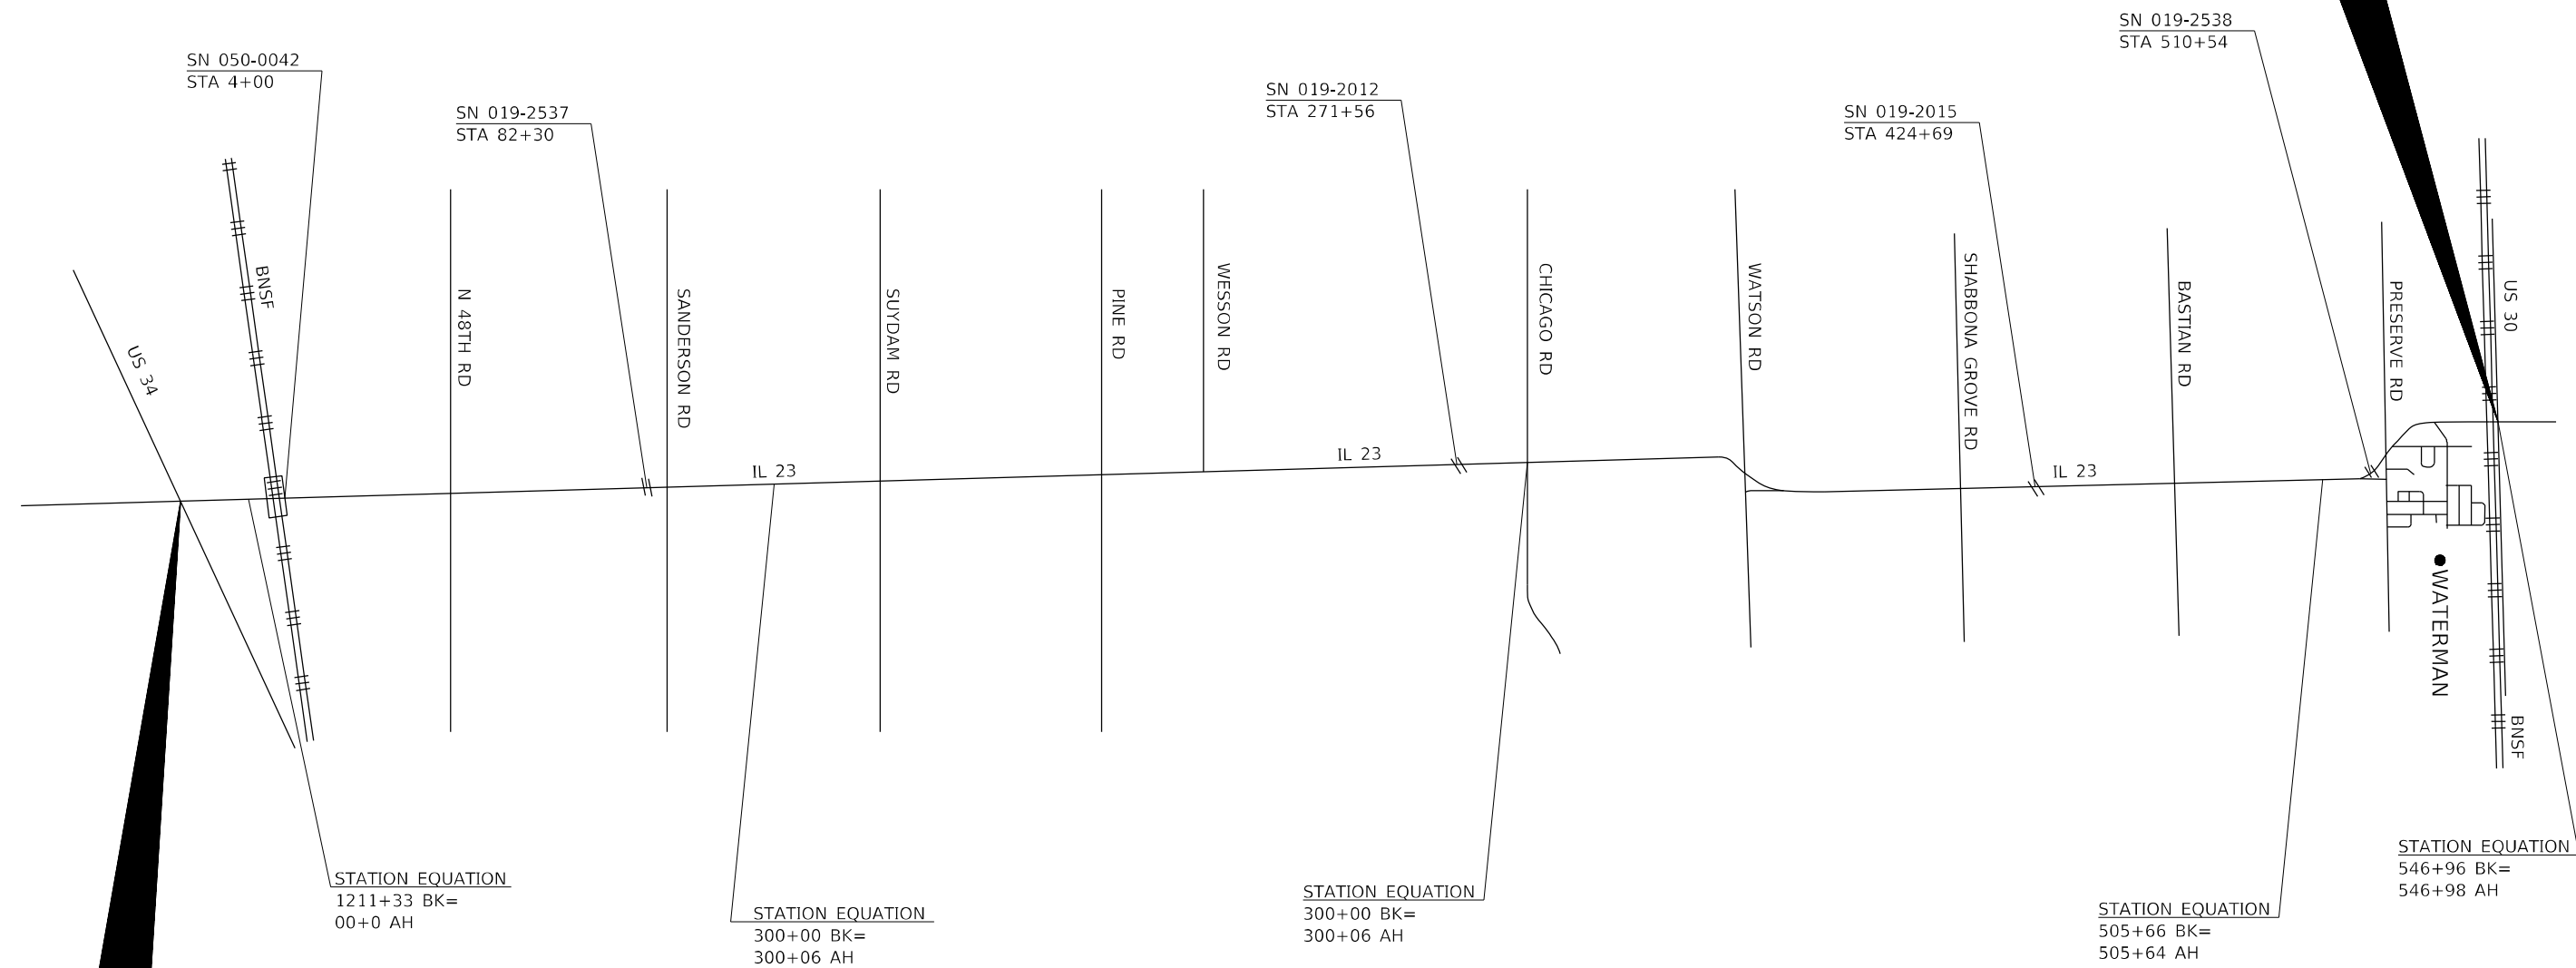 SN 050-0042
STA 4+00
SN 019-2537
STA 82+30
SN 019-2012
STA 271+56
SN 019-2015
STA 424+69
SN 019-2538
STA 510+54
US 34
BNSF
N 48TH RD
SANDERSON RD
SUYDAM RD
PINE RD
WESSON RD
CHICAGO RD
WATSON RD
SHABBONA GROVE RD
BASTIAN RD
PRESERVE RD
US 30
IL 23
IL 23
IL 23
WATERMAN
BNSF
STATION EQUATION
1211+33 BK=
00+0 AH
STATION EQUATION
300+00 BK=
300+06 AH
STATION EQUATION
300+00 BK=
300+06 AH
STATION EQUATION
505+66 BK=
505+64 AH
STATION EQUATION
546+96 BK=
546+98 AH